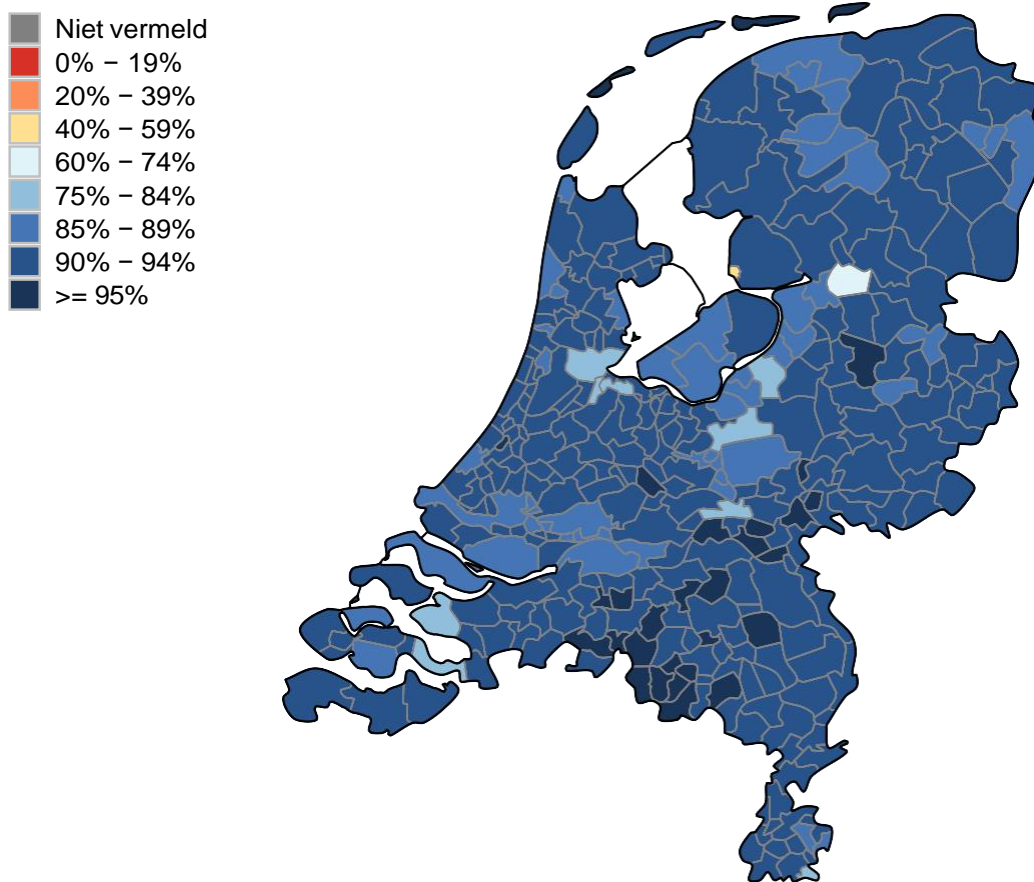 Niet vermeld
0% − 19%
20% − 39%
40% − 59%
60% − 74%
75% − 84%
85% − 89%
90% − 94%
>= 95%